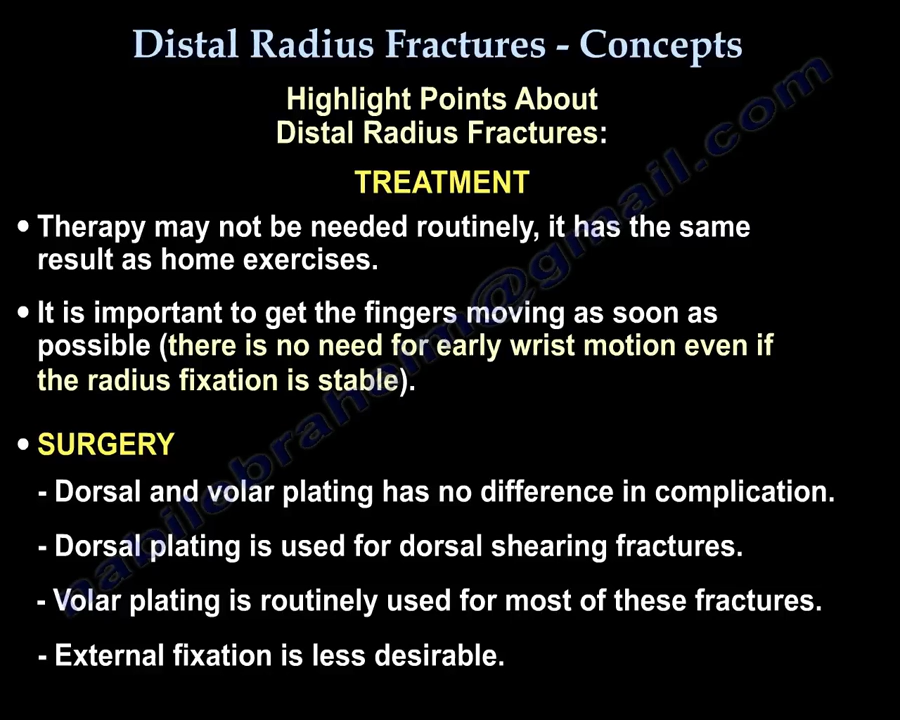 Distal Radius Fractures - Concepts
Highlight Points About
Distal Radius Fractures:
TREATMENT
• Therapy may not be needed routinely, it has the same
result as home exercises.
• It is important to get the fingers moving as soon as
possible (there is no need for early wrist motion even if
the radius fixation is stable).
• SURGERY
- Dorsal and volar plating has no difference in complication.
- Dorsal plating is used for dorsal shearing fractures.
- Volar plating is routinely used for most of these fractures.
- External fixation is less desirable.
nabilebraheim@gmail.com